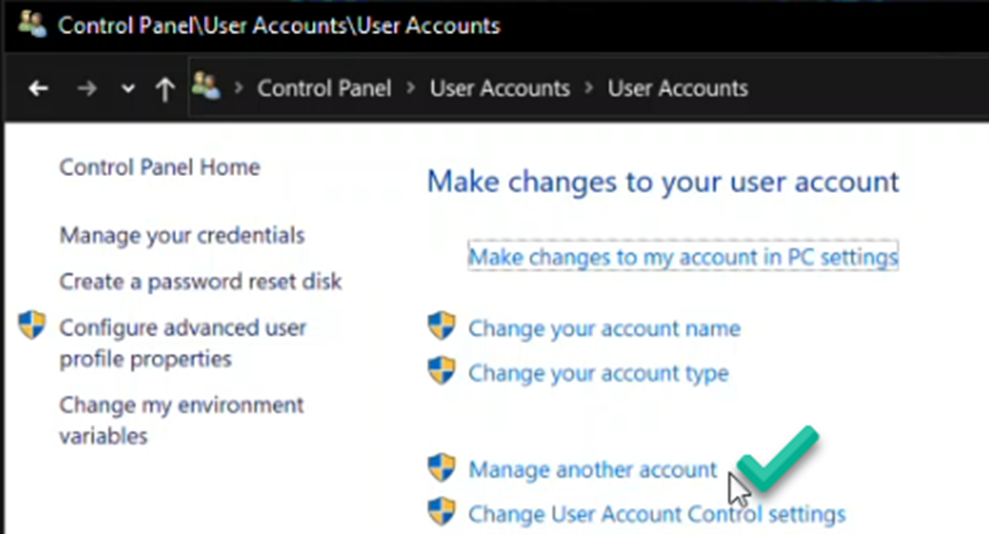 Control Panel\User Accounts\User Accounts
Control Panel > User Accounts > User Accounts
Control Panel Home
Manage your credentials
Create a password reset disk
Configure advanced user
profile properties
Change my environment
variables
Make changes to your user account
Make changes to my account in PC settings
Change your account name
Change your account type
Manage another account
Change User Account Control settings